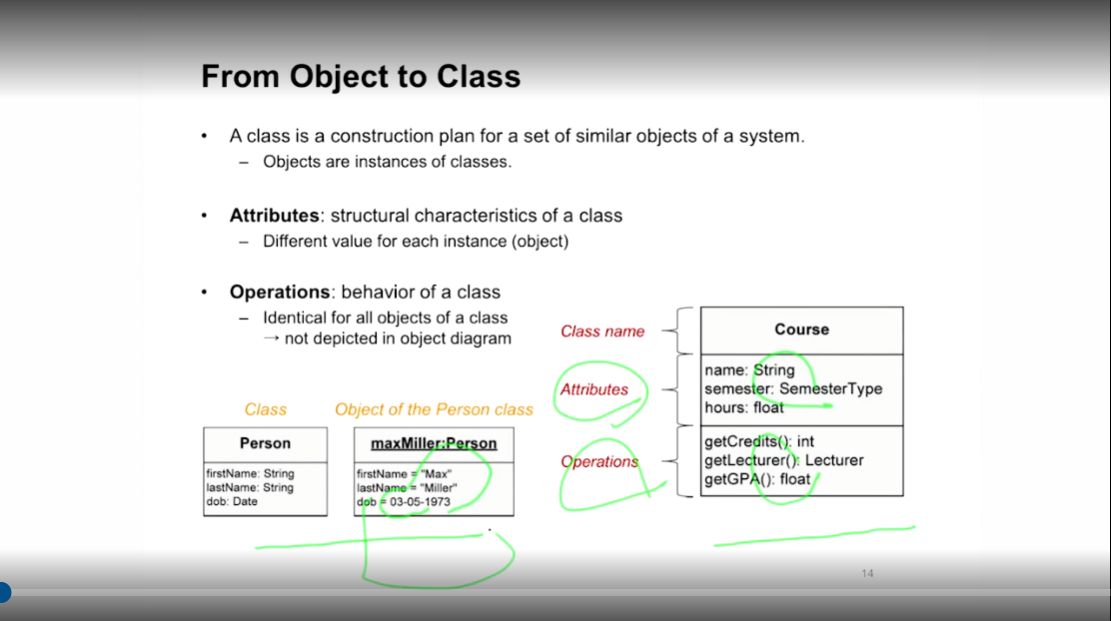 From Object to Class
• A class is a construction plan for a set of similar objects of a system.
– Objects are instances of classes.
• Attributes: structural characteristics of a class
– Different value for each instance (object)
• Operations: behavior of a class
– Identical for all objects of a class
→ not depicted in object diagram
Class
Person
firstName: String
lastName: String
dob: Date
Object of the Person class
maxMiller:Person
firstName = "Max"
lastName = "Miller"
dob = 03-05-1973
Class name
Attributes
Operations
Course
name: String
semester: SemesterType
hours: float
getCredits(): int
getLecturer(): Lecturer
getGPA(): float
14